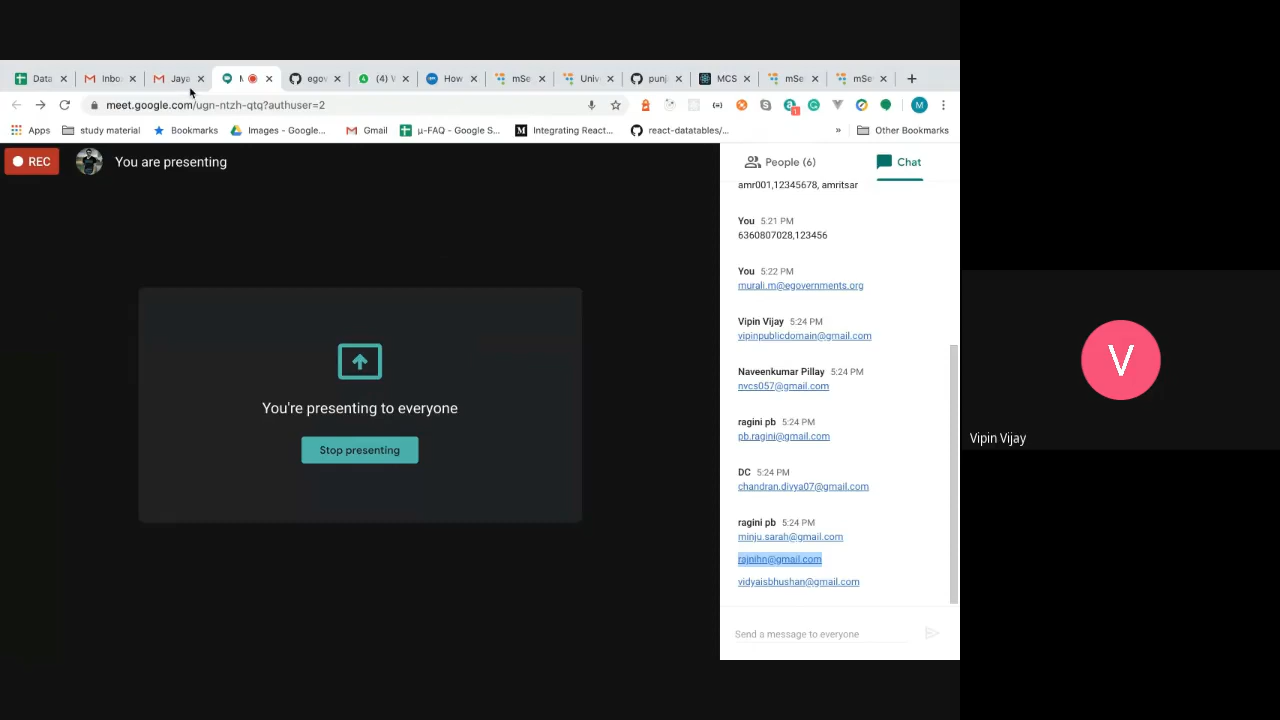 Data
Inbo
Jaya
M
egov
(4) W
How
mSe
Univ
punj
MCS
mSe
mSe
meet.google.com/ugn-ntzh-qtq?authuser=2
M
Apps
study material
Bookmarks
Images - Google...
Gmail
µ-FAQ - Google S...
Integrating React...
react-datatables/...
»
Other Bookmarks
REC
You are presenting
People (6)
Chat
amr001,12345678, amritsar
You 5:21 PM
6360807028,123456
You 5:22 PM
murali.m@egovernments.org
Vipin Vijay 5:24 PM
vipinpublicdomain@gmail.com
Naveenkumar Pillay 5:24 PM
nvcs057@gmail.com
ragini pb 5:24 PM
pb.ragini@gmail.com
DC 5:24 PM
chandran.divya07@gmail.com
ragini pb 5:24 PM
minju.sarah@gmail.com
rajnihn@gmail.com
vidyaisbhushan@gmail.com
Send a message to everyone
You're presenting to everyone
Stop presenting
V
Vipin Vijay